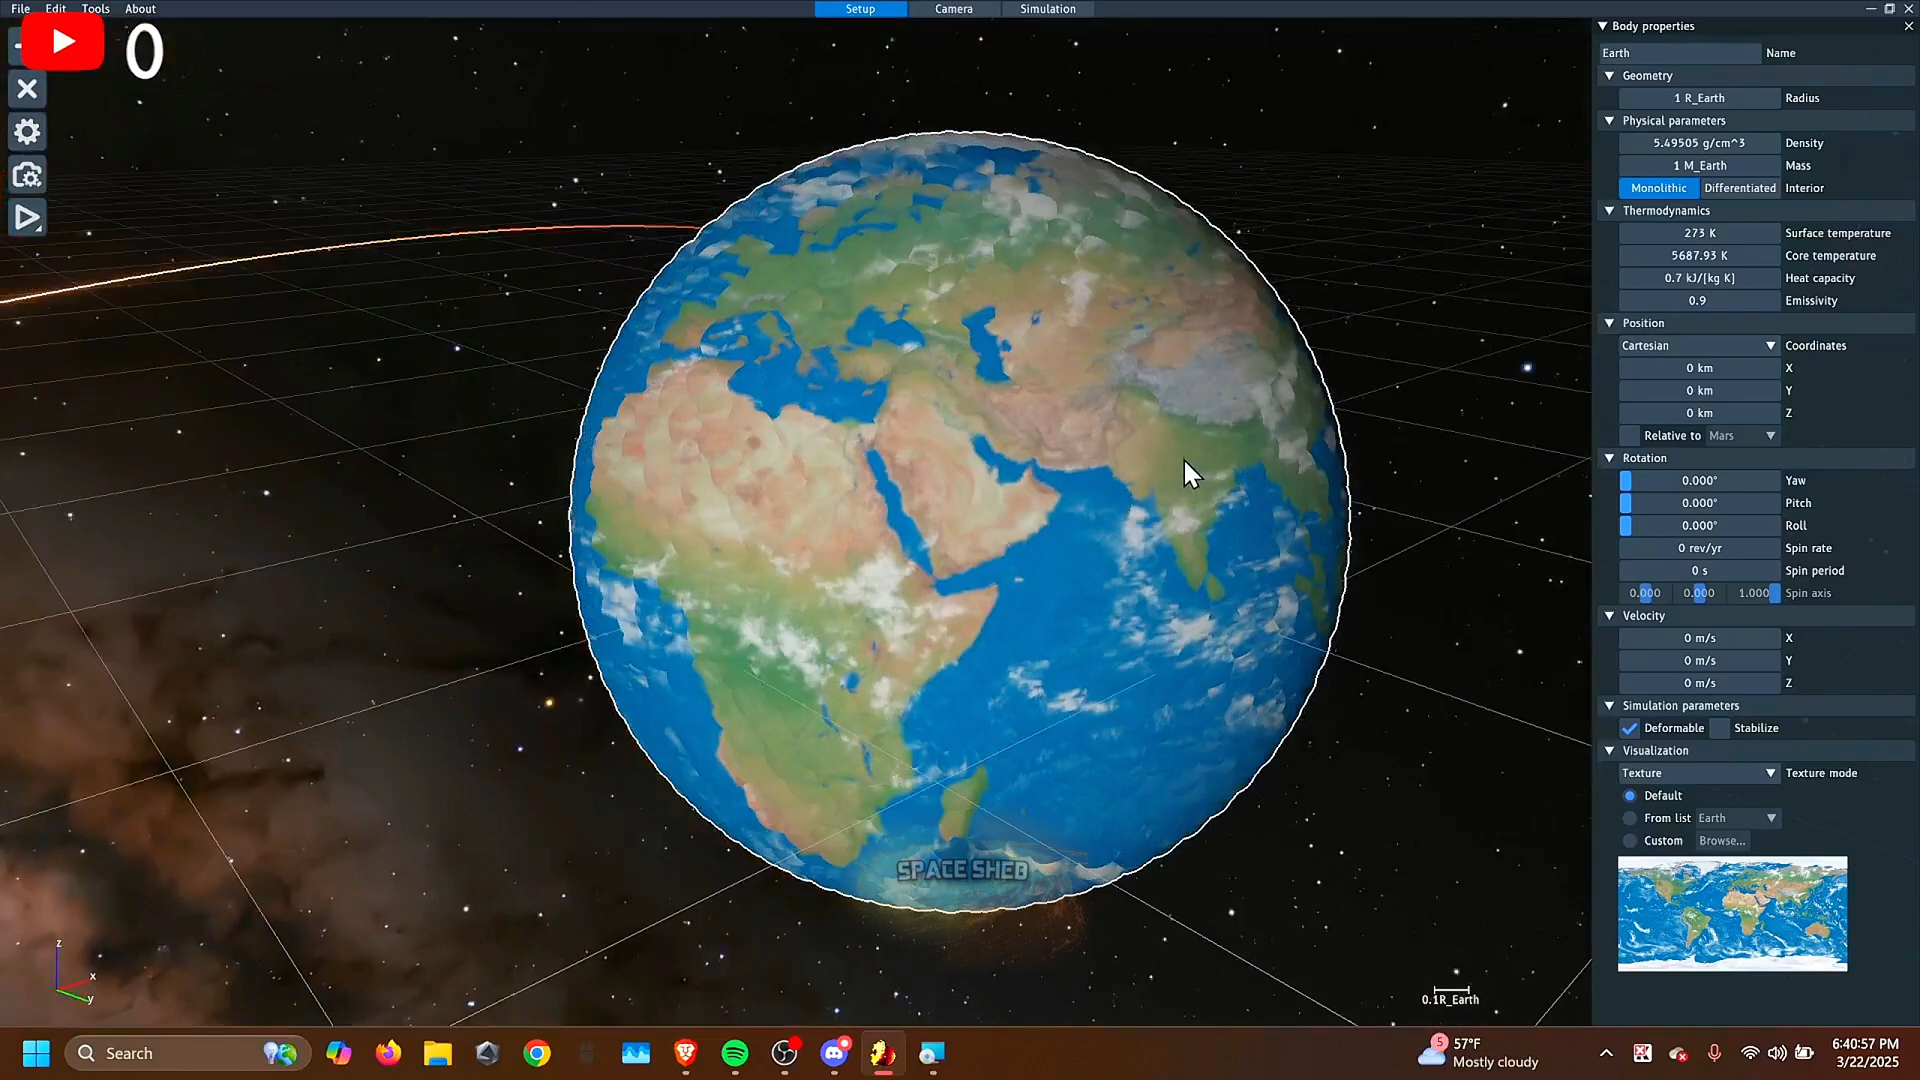 File Edit Tools About
Setup Camera Simulation
0
Body properties
Earth Name
Geometry
1 R_Earth Radius
Physical parameters
5.49505 g/cm^3 Density
1 M_Earth Mass
Monolithic Differentiated Interior
Thermodynamics
273 K Surface temperature
5687.93 K Core temperature
0.7 kJ/(kg K) Heat capacity
0.9 Emissivity
Position
Cartesian Coordinates
0 km X
0 km Y
0 km Z
Relative to Mars
Rotation
0.000° Yaw
0.000° Pitch
0.000° Roll
0 rev/yr Spin rate
0 s Spin period
0.000 0.000 1.000 Spin axis
Velocity
0 m/s X
0 m/s Y
0 m/s Z
Simulation parameters
Deformable Stabilize
Visualization
Texture Texture mode
Default
From list Earth
Custom Browse...
SPACE SHED
z
x
y
0.1R_Earth
Search
5 57°F
Mostly cloudy
6:40:57 PM
3/22/2025